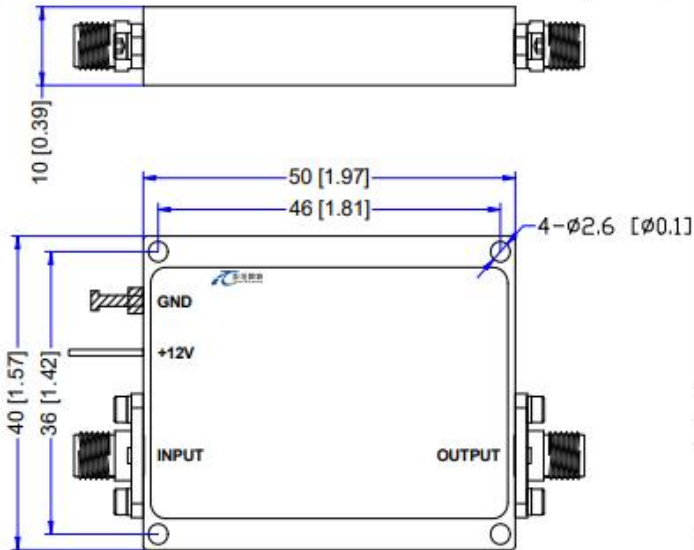 10 [0.39]
50 [1.97]
46 [1.81]
4-Ø2.6 [Ø0.1]
GND
+12V
40 [1.57]
36 [1.42]
INPUT
OUTPUT